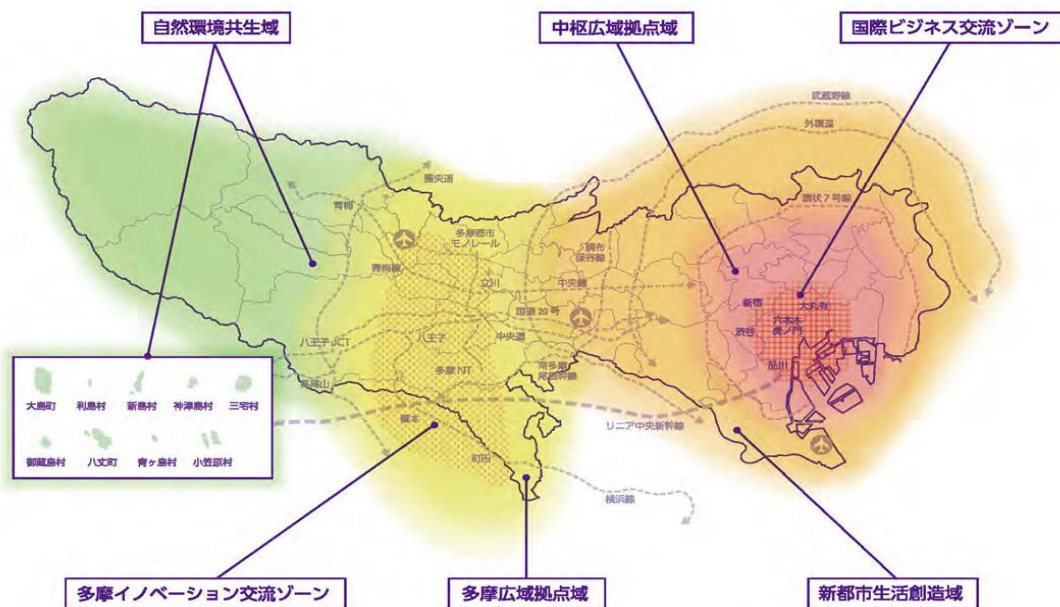 自然環境共生域
中枢広域拠点域
国際ビジネス交流ゾーン
武蔵野線
外環道
圏央道
環状7号線
青梅
多摩都市
モノレール
調布
保谷線
青梅線
立川
中央線
新宿
大丸有
国道20号
六本木
虎ノ門
八王子JCT
八王子
中央道
渋谷
多摩NT
南多摩
尾根幹線
品川
高尾山
大島町
利島村
新島村
神津島村
三宅村
橋本
リニア中央新幹線
御蔵島村
八丈町
青ヶ島村
小笠原村
町田
横浜線
多摩イノベーション交流ゾーン
多摩広域拠点域
新都市生活創造域